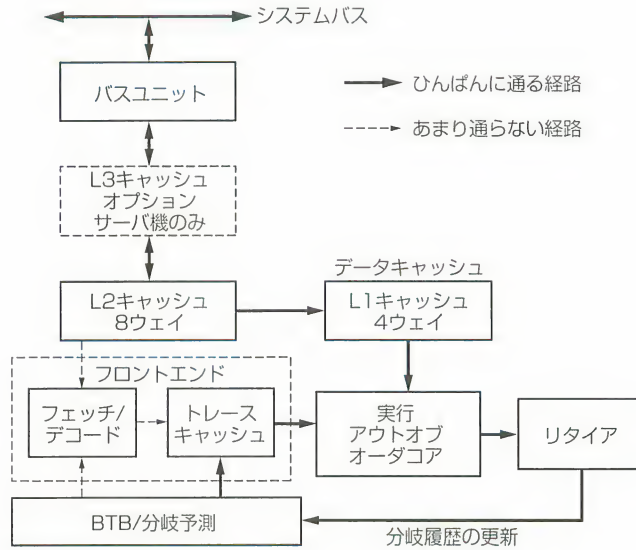 システムバス
バスユニット
ひんぱんに通る経路
あまり通らない経路
L3キャッシュ
オプション
サーバ機のみ
データキャッシュ
L2キャッシュ
8ウェイ
L1キャッシュ
4ウェイ
フロントエンド
フェッチ/
デコード
トレース
キャッシュ
実行
アウトオブ
オーダコア
リタイア
BTB/分岐予測
分岐履歴の更新